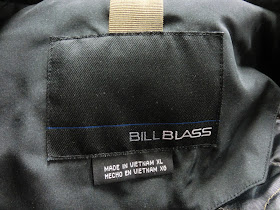 BILL BLASS
MADE IN VIETNAM XL
HECHO EN VIETNAM XG